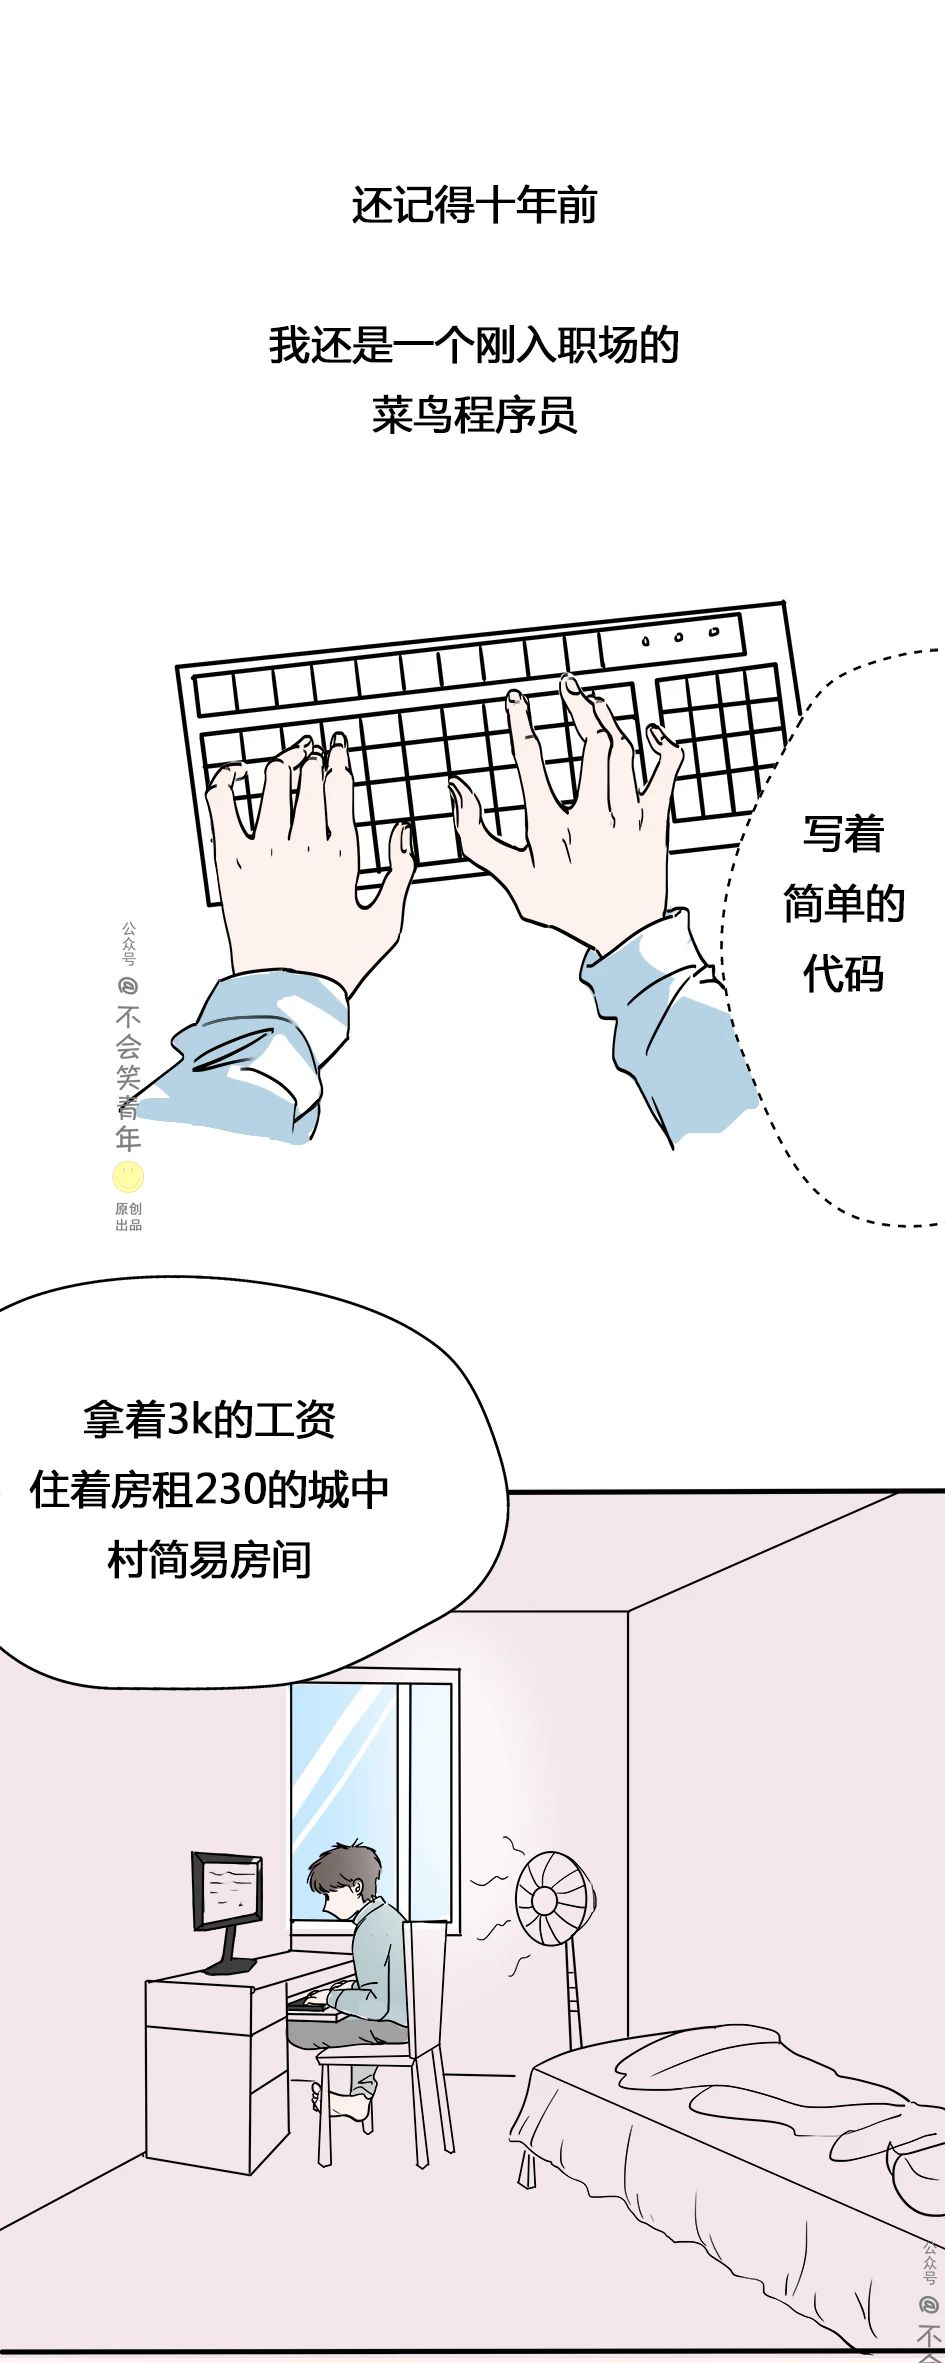 还记得十年前
我还是一个刚入职场的
菜鸟程序员
写着
简单的
代码
公众号
@不会笑青年
原创
出品
拿着3k的工资
住着房租230的城中
村简易房间
公众号
@不会